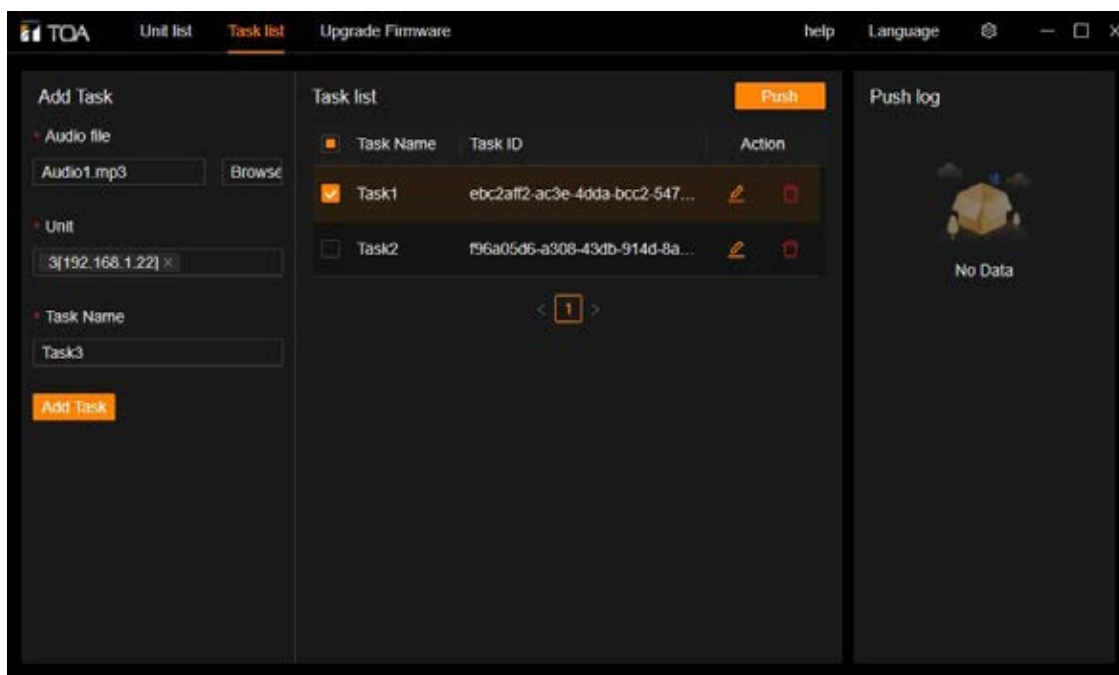 TOA Unit list Task list Upgrade Firmware help Language
Add Task
* Audio file
Audio1.mp3 Browse
* Unit
3[192.168.1.22] ×
* Task Name
Task3
Add Task
Task list Push
Task Name Task ID Action
Task1 ebc2aff2-ac3e-4dda-bcc2-547...
Task2 f96a05d6-a308-43db-914d-8a...
< 1 >
Push log
No Data